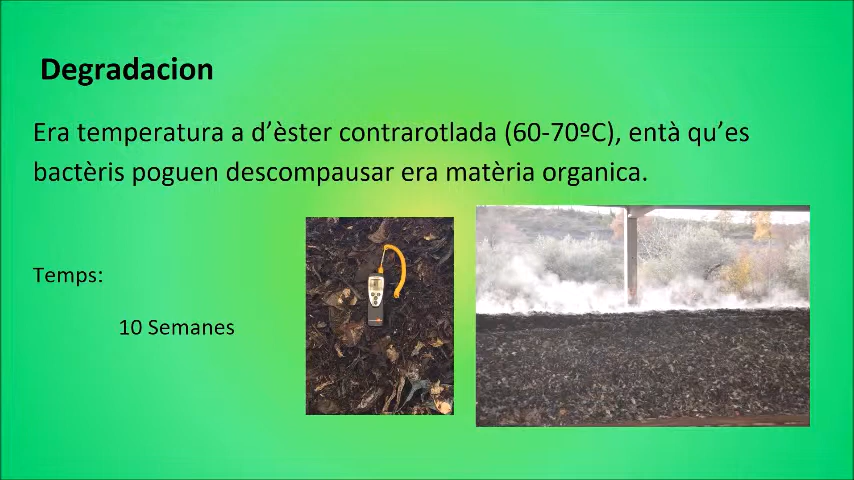 Degradacion
Era temperatura a d’èster contrarotlada (60-70ºC), entà qu’es
bactèris poguen descompausar era matèria organica.
Temps:
10 Semanes